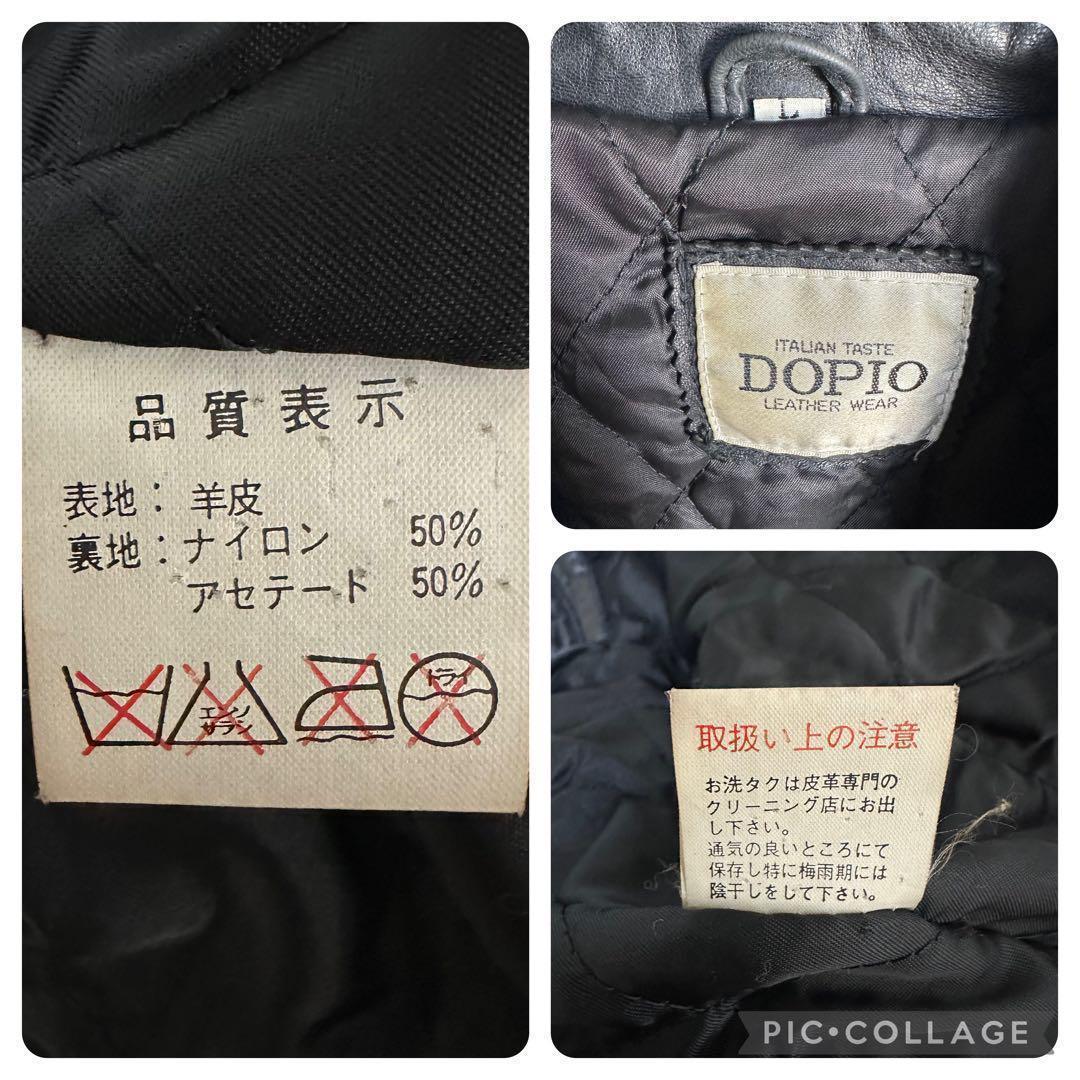 品質表示
表地：羊皮
裏地：ナイロン 50%
アセテート 50%
エンソ
サラシ
ドライ
ITALIAN TASTE
DOPIO
LEATHER WEAR
取扱い上の注意
お洗タクは皮革専門の
クリーニング店にお出
し下さい。
通気の良いところにて
保存し特に梅雨期には
陰干しをして下さい。
PIC•COLLAGE